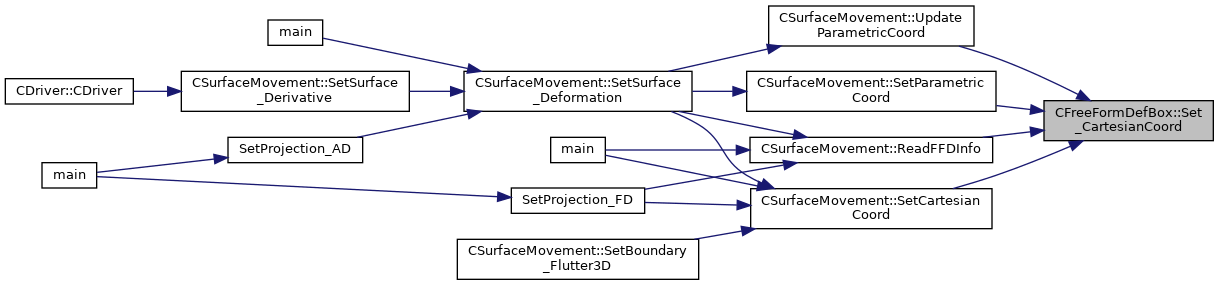 CSurfaceMovement::Update
ParametricCoord
main
CSurfaceMovement::SetSurface
_Derivative
CSurfaceMovement::SetSurface
_Deformation
CSurfaceMovement::SetParametric
Coord
CDriver::CDriver
CFreeFormDefBox::Set
_CartesianCoord
SetProjection_AD
main
CSurfaceMovement::ReadFFDInfo
main
SetProjection_FD
CSurfaceMovement::SetCartesian
Coord
CSurfaceMovement::SetBoundary
_Flutter3D